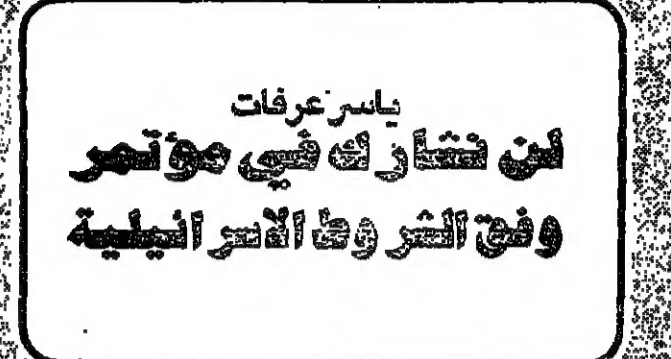 ياسر عرفات
لن نشارك في مؤتمر
وفق الشروط الاسرائيلية